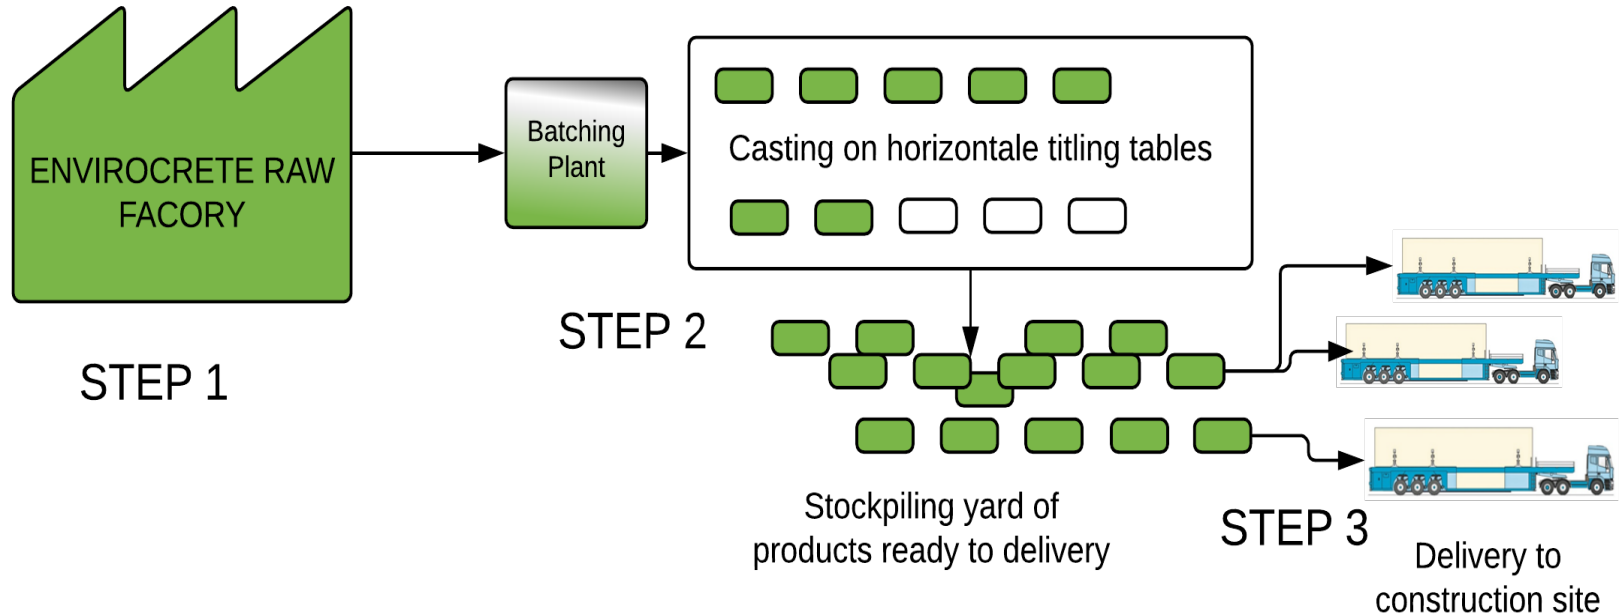 ENVIROCRETE RAW
FACORY
STEP 1
Batching
Plant
Casting on horizontale titling tables
STEP 2
Stockpiling yard of
products ready to delivery
STEP 3
Delivery to
construction site